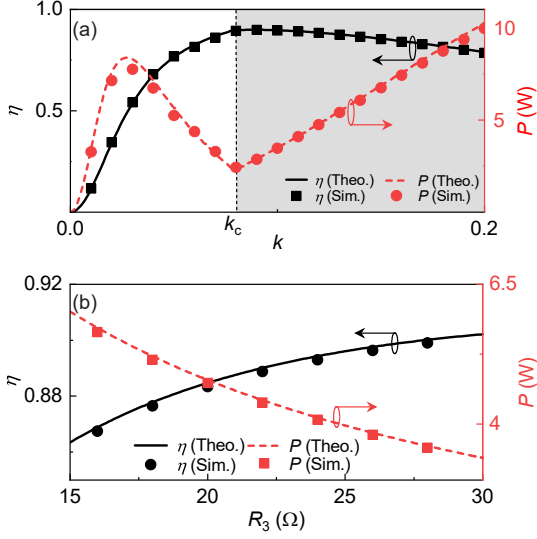 (a)
1.0
0.5
η
10
5
0
P (W)
η (Theo.)
P (Theo.)
η (Sim.)
P (Sim.)
0.0
k_c
k
0.2
(b)
0.92
0.88
η
6.5
4
P (W)
η (Theo.)
P (Theo.)
η (Sim.)
P (Sim.)
15
20
25
30
R_3 (Ω)